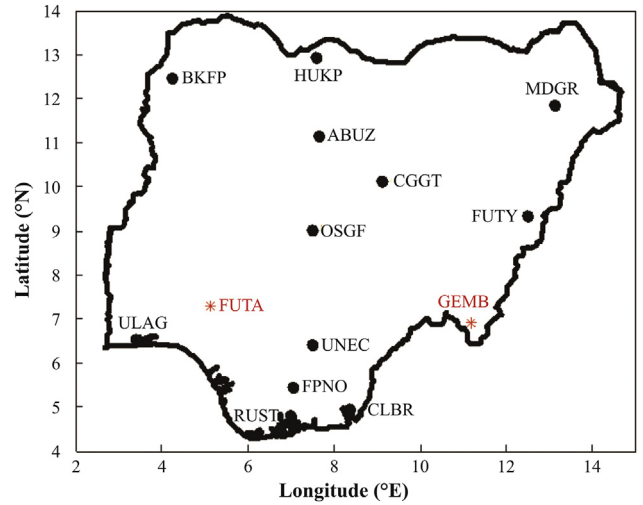 14
13
12
11
10
9
8
7
6
5
4
Latitude (°N)
HUKP
BKFP
MDGR
ABUZ
CGGT
FUTY
OSGF
FUTA
GEMB
ULAG
UNEC
FPNO
RUST
CLBR
2 4 6 8 10 12 14
Longitude (°E)